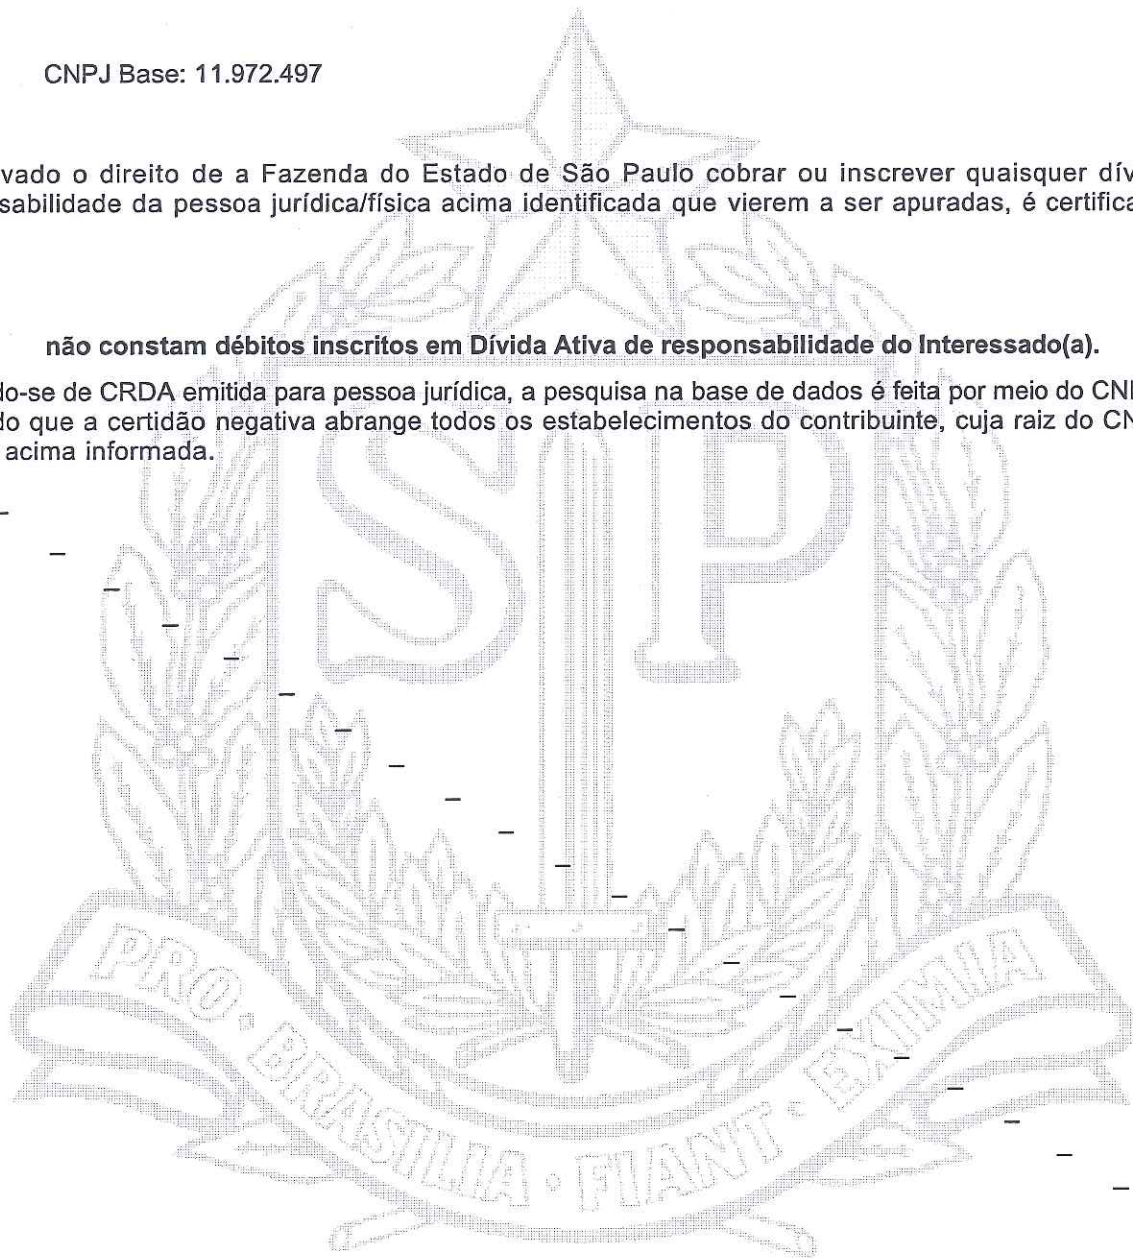 CNPJ Base: 11.972.497
vado o direito de a Fazenda do Estado de São Paulo cobrar ou inscrever quaisquer dív
sabilidade da pessoa jurídica/física acima identificada que vierem a ser apuradas, é certifica
não constam débitos inscritos em Dívida Ativa de responsabilidade do Interessado(a).
do-se de CRDA emitida para pessoa jurídica, a pesquisa na base de dados é feita por meio do CN
do que a certidão negativa abrange todos os estabelecimentos do contribuinte, cuja raiz do CN
acima informada.
SP
PRO • BRASILIA • FIANT • EXIMIA